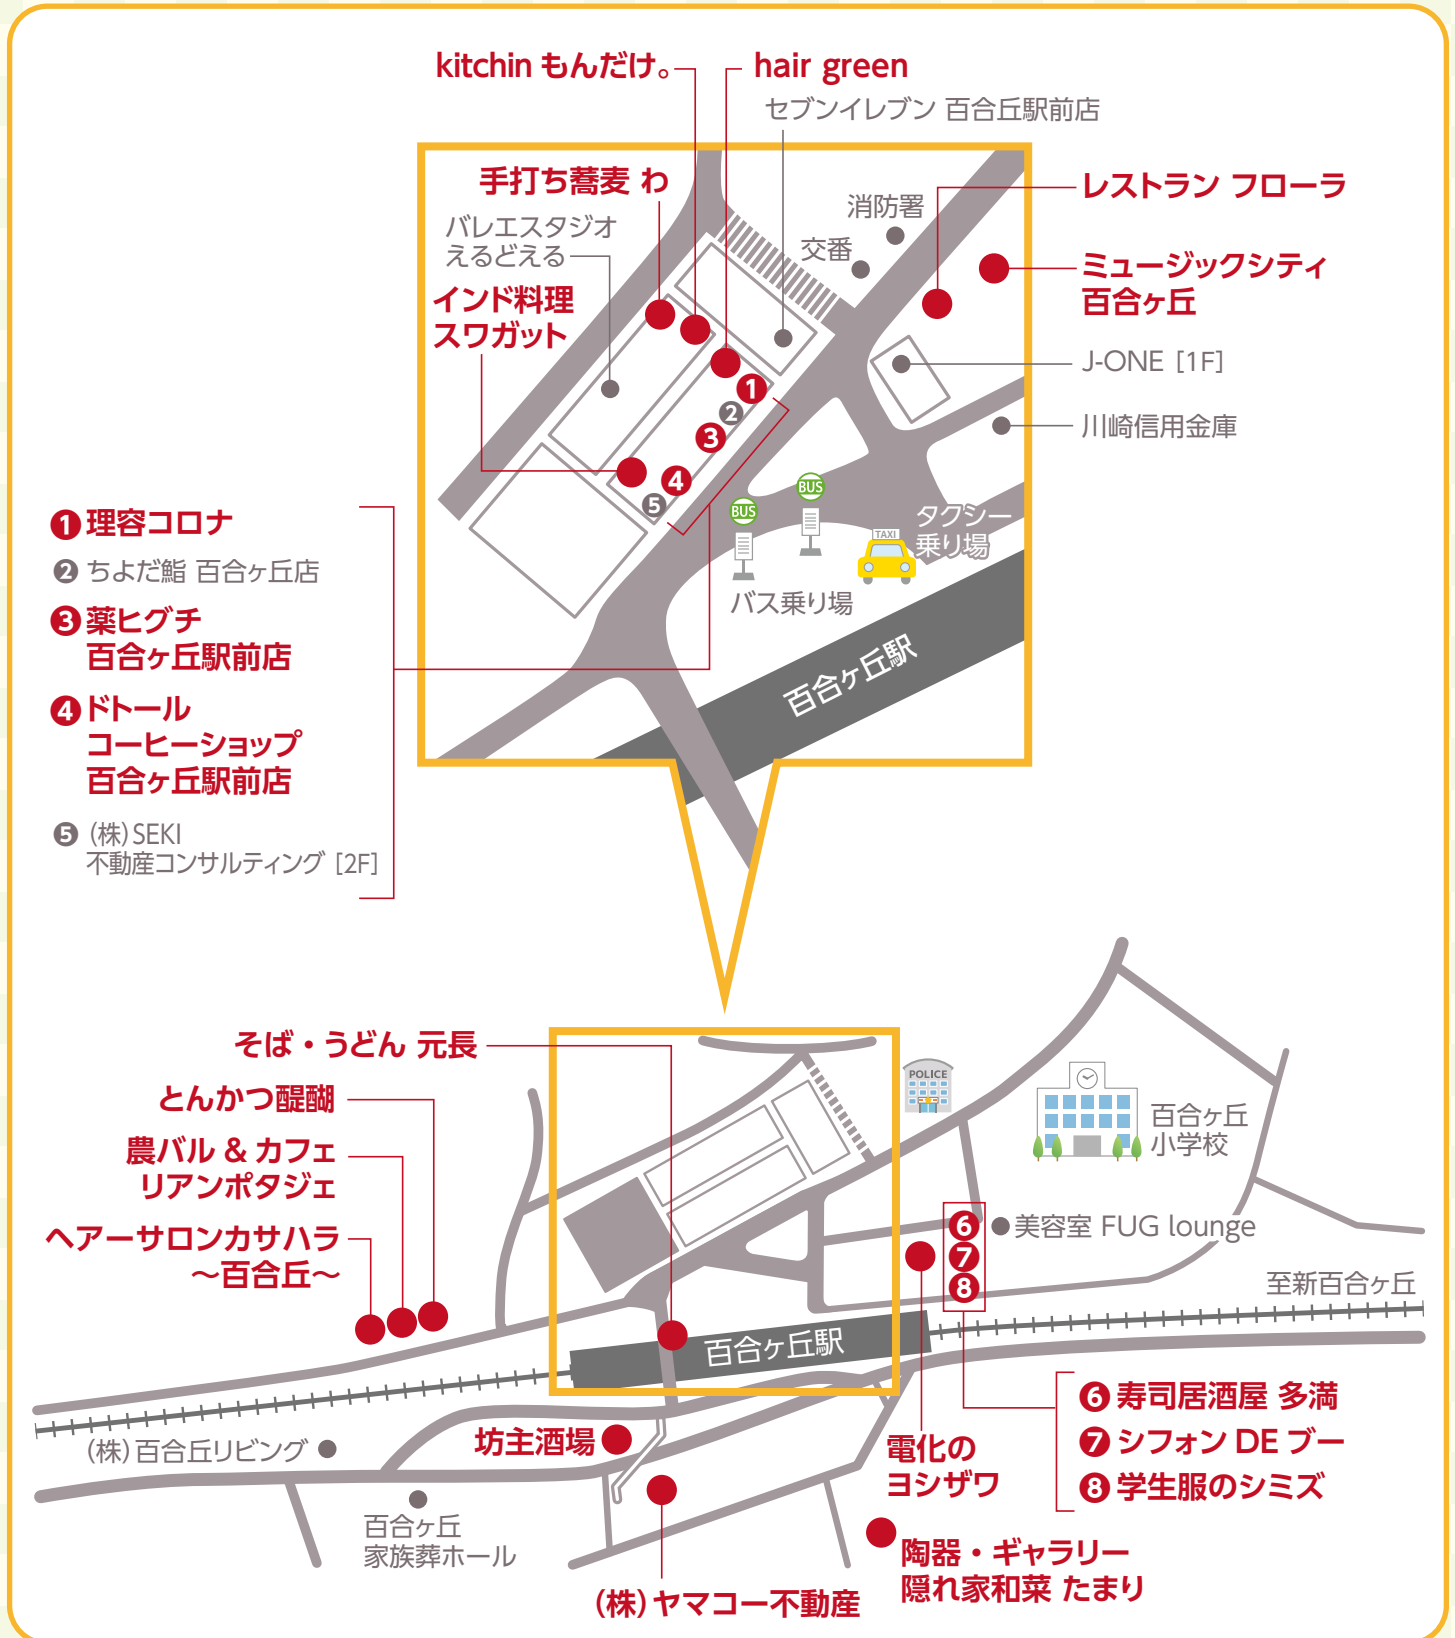 kitchin もんだけ。
hair green
セブンイレブン 百合丘駅前店
手打ち蕎麦 わ
バレエスタジオ
えるどえる
インド料理
スワガット
消防署
交番
レストラン フローラ
ミュージックシティ
百合ヶ丘
J-ONE [1F]
川崎信用金庫
1
2
3
4
5
BUS
BUS
TAXI
タクシー
乗り場
バス乗り場
百合ヶ丘駅
1 理容コロナ
2 ちよだ鮨 百合ヶ丘店
3 薬ヒグチ
百合ヶ丘駅前店
4 ドトール
コーヒーショップ
百合ヶ丘駅前店
5 (株)SEKI
不動産コンサルティング [2F]
そば・うどん 元長
とんかつ醍醐
農バル & カフェ
リアンポタジェ
ヘアーサロンカサハラ
〜百合丘〜
POLICE
百合ヶ丘
小学校
6
7
8
美容室 FUG lounge
至新百合ヶ丘
百合ヶ丘駅
(株)百合丘リビング
坊主酒場
電化の
ヨシザワ
6 寿司居酒屋 多満
7 シフォン DE ブー
8 学生服のシミズ
百合ヶ丘
家族葬ホール
(株)ヤマコー不動産
陶器・ギャラリー
隠れ家和菜 たまり